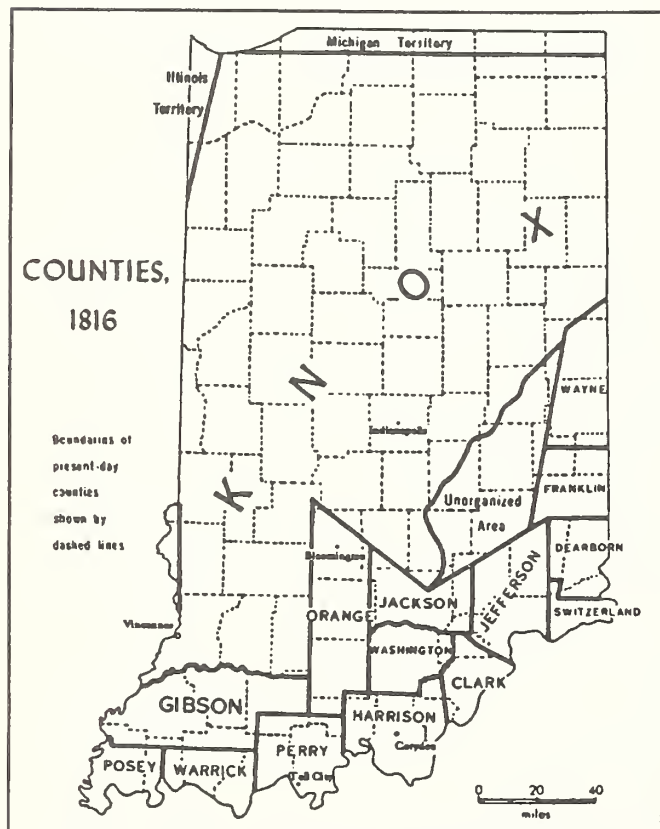 Michigan Territory
Illinois
Territory
X
COUNTIES,
1816
O
N
WAYNE
Indianapolis
Boundaries of
present-day
counties
shown by
dashed lines
K
Unorganized
Area
FRANKLIN
Bloomington
DEARBORN
JEFFERSON
JACKSON
ORANGE
SWITZERLAND
Vincennes
WASHINGTON
CLARK
GIBSON
HARRISON
Corydon
PERRY
POSEY
WARRICK
Tell City
0 20 40
miles